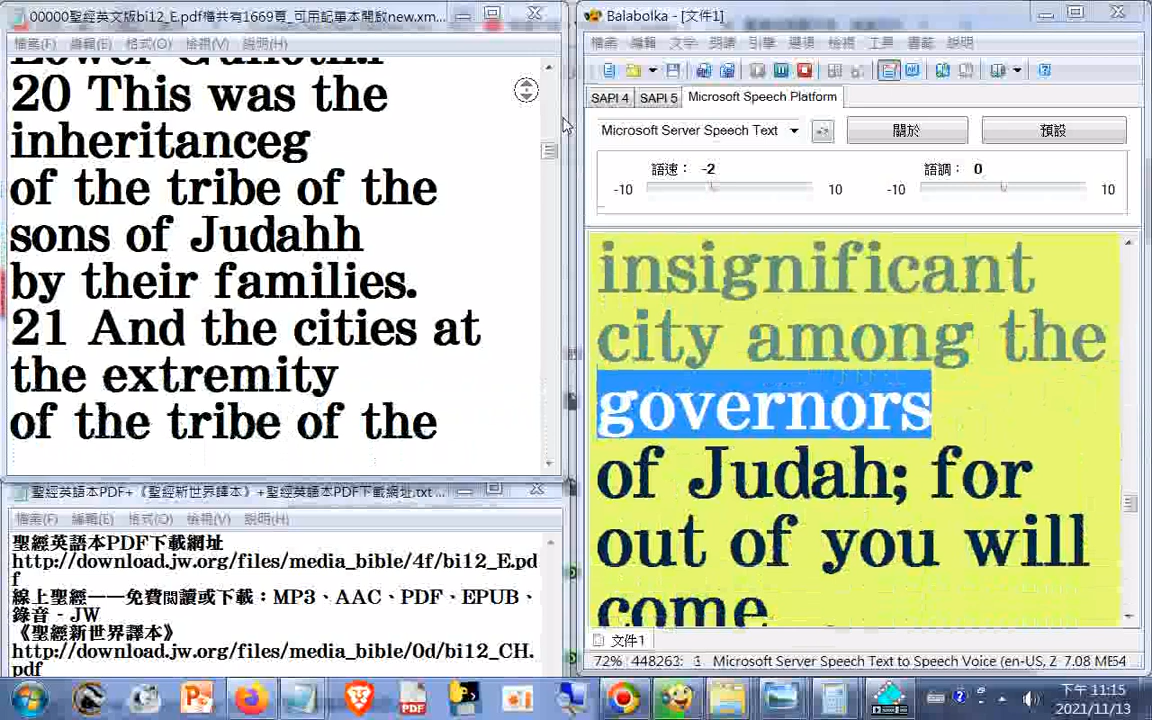 00000聖經英文版bi12_E.pdf檔共有1669頁_可用記事本開啟new.xm...
檔案(F) 編輯(E) 格式(O) 檢視(V) 說明(H)
20 This was the
inheritanceg
of the tribe of the
sons of Judahh
by their families.
21 And the cities at
the extremity
of the tribe of the
聖經英語本PDF+《聖經新世界譯本》+聖經英語本PDF下載網址.txt ...
檔案(F) 編輯(E) 格式(O) 檢視(V) 說明(H)
聖經英語本PDF下載網址
http://download.jw.org/files/media_bible/4f/bi12_E.pd
f
線上聖經——免費閱讀或下載：MP3、AAC、PDF、EPUB、
錄音 - JW
《聖經新世界譯本》
http://download.jw.org/files/media_bible/0d/bi12_CH.
pdf
Balabolka - [文件1]
檔案 編輯 文字 朗讀 引擎 選項 檢視 工具 書籤 說明
SAPI 4 SAPI 5 Microsoft Speech Platform
Microsoft Server Speech Text 關於 預設
語速： -2 語調： 0
-10 10 -10 10
insignificant
city among the
governors
of Judah; for
out of you will
come
文件1
72% 448263: 1 Microsoft Server Speech Text to Speech Voice (en-US, Z 7.08 ME54
下午 11:15
2021/11/13